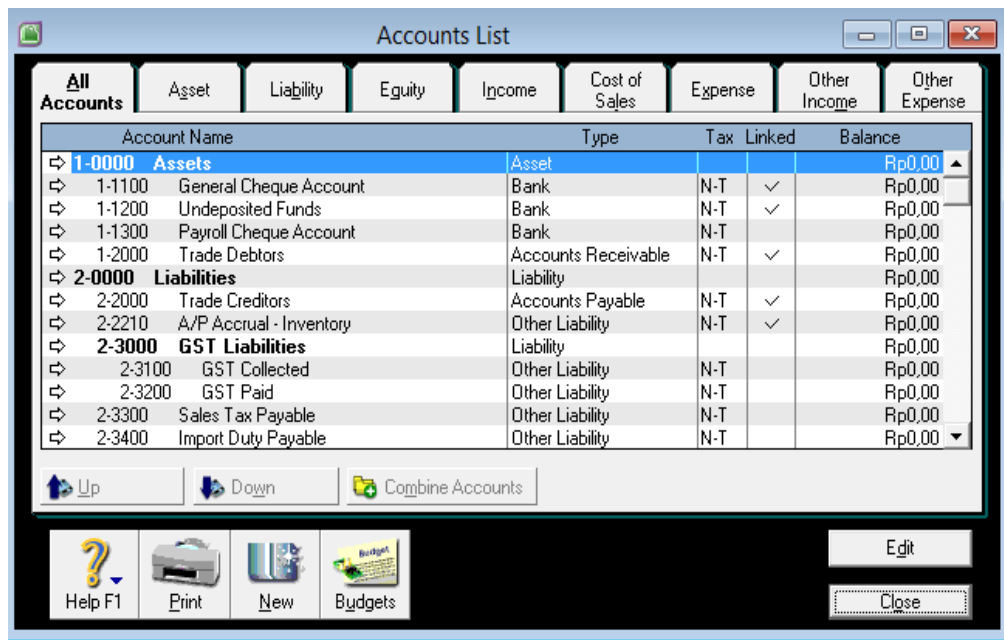 Accounts List
All Accounts Asset Liability Equity Income Cost of Sales Expense Other Income Other Expense
Account Name Type Tax Linked Balance
1-0000 Assets Asset Rp0,00
1-1100 General Cheque Account Bank N-T ✓ Rp0,00
1-1200 Undeposited Funds Bank N-T ✓ Rp0,00
1-1300 Payroll Cheque Account Bank N-T Rp0,00
1-2000 Trade Debtors Accounts Receivable N-T ✓ Rp0,00
2-0000 Liabilities Liability Rp0,00
2-2000 Trade Creditors Accounts Payable N-T ✓ Rp0,00
2-2210 A/P Accrual - Inventory Other Liability N-T ✓ Rp0,00
2-3000 GST Liabilities Liability Rp0,00
2-3100 GST Collected Other Liability N-T Rp0,00
2-3200 GST Paid Other Liability N-T Rp0,00
2-3300 Sales Tax Payable Other Liability N-T Rp0,00
2-3400 Import Duty Payable Other Liability N-T Rp0,00
Up Down Combine Accounts
Budget
Edit
Help F1 Print New Budgets Close